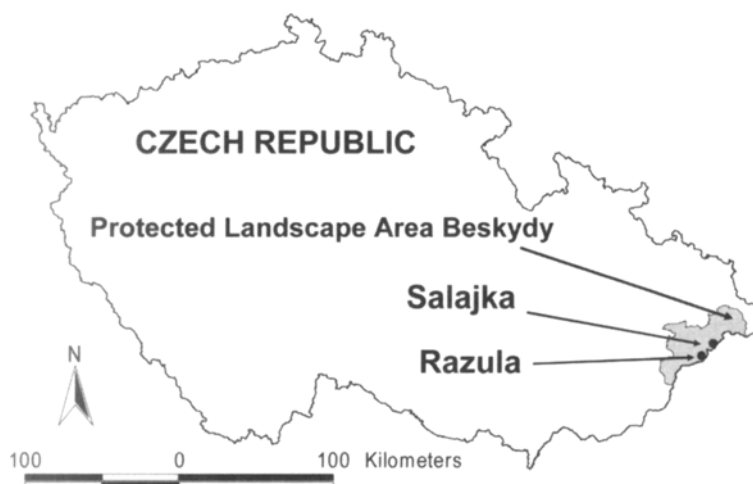 CZECH REPUBLIC
Protected Landscape Area Beskydy
Salajka
Razula
N
100 0 100 Kilometers